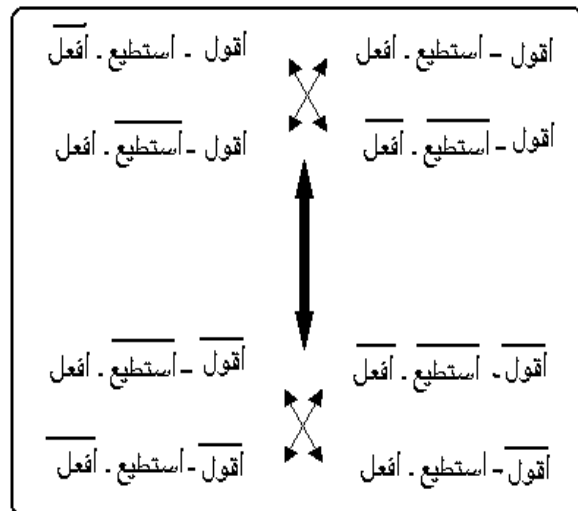 أقول – أستطيع . أفعل̅ أقول - أستطيع . أفعل
أقول – أستطيع . أفعل أقول – أستطيع . أفعل
أقول - أستطيع . أفعل أقول – أستطيع . أفعل
أقول – أستطيع . أفعل أقول - أستطيع . أفعل